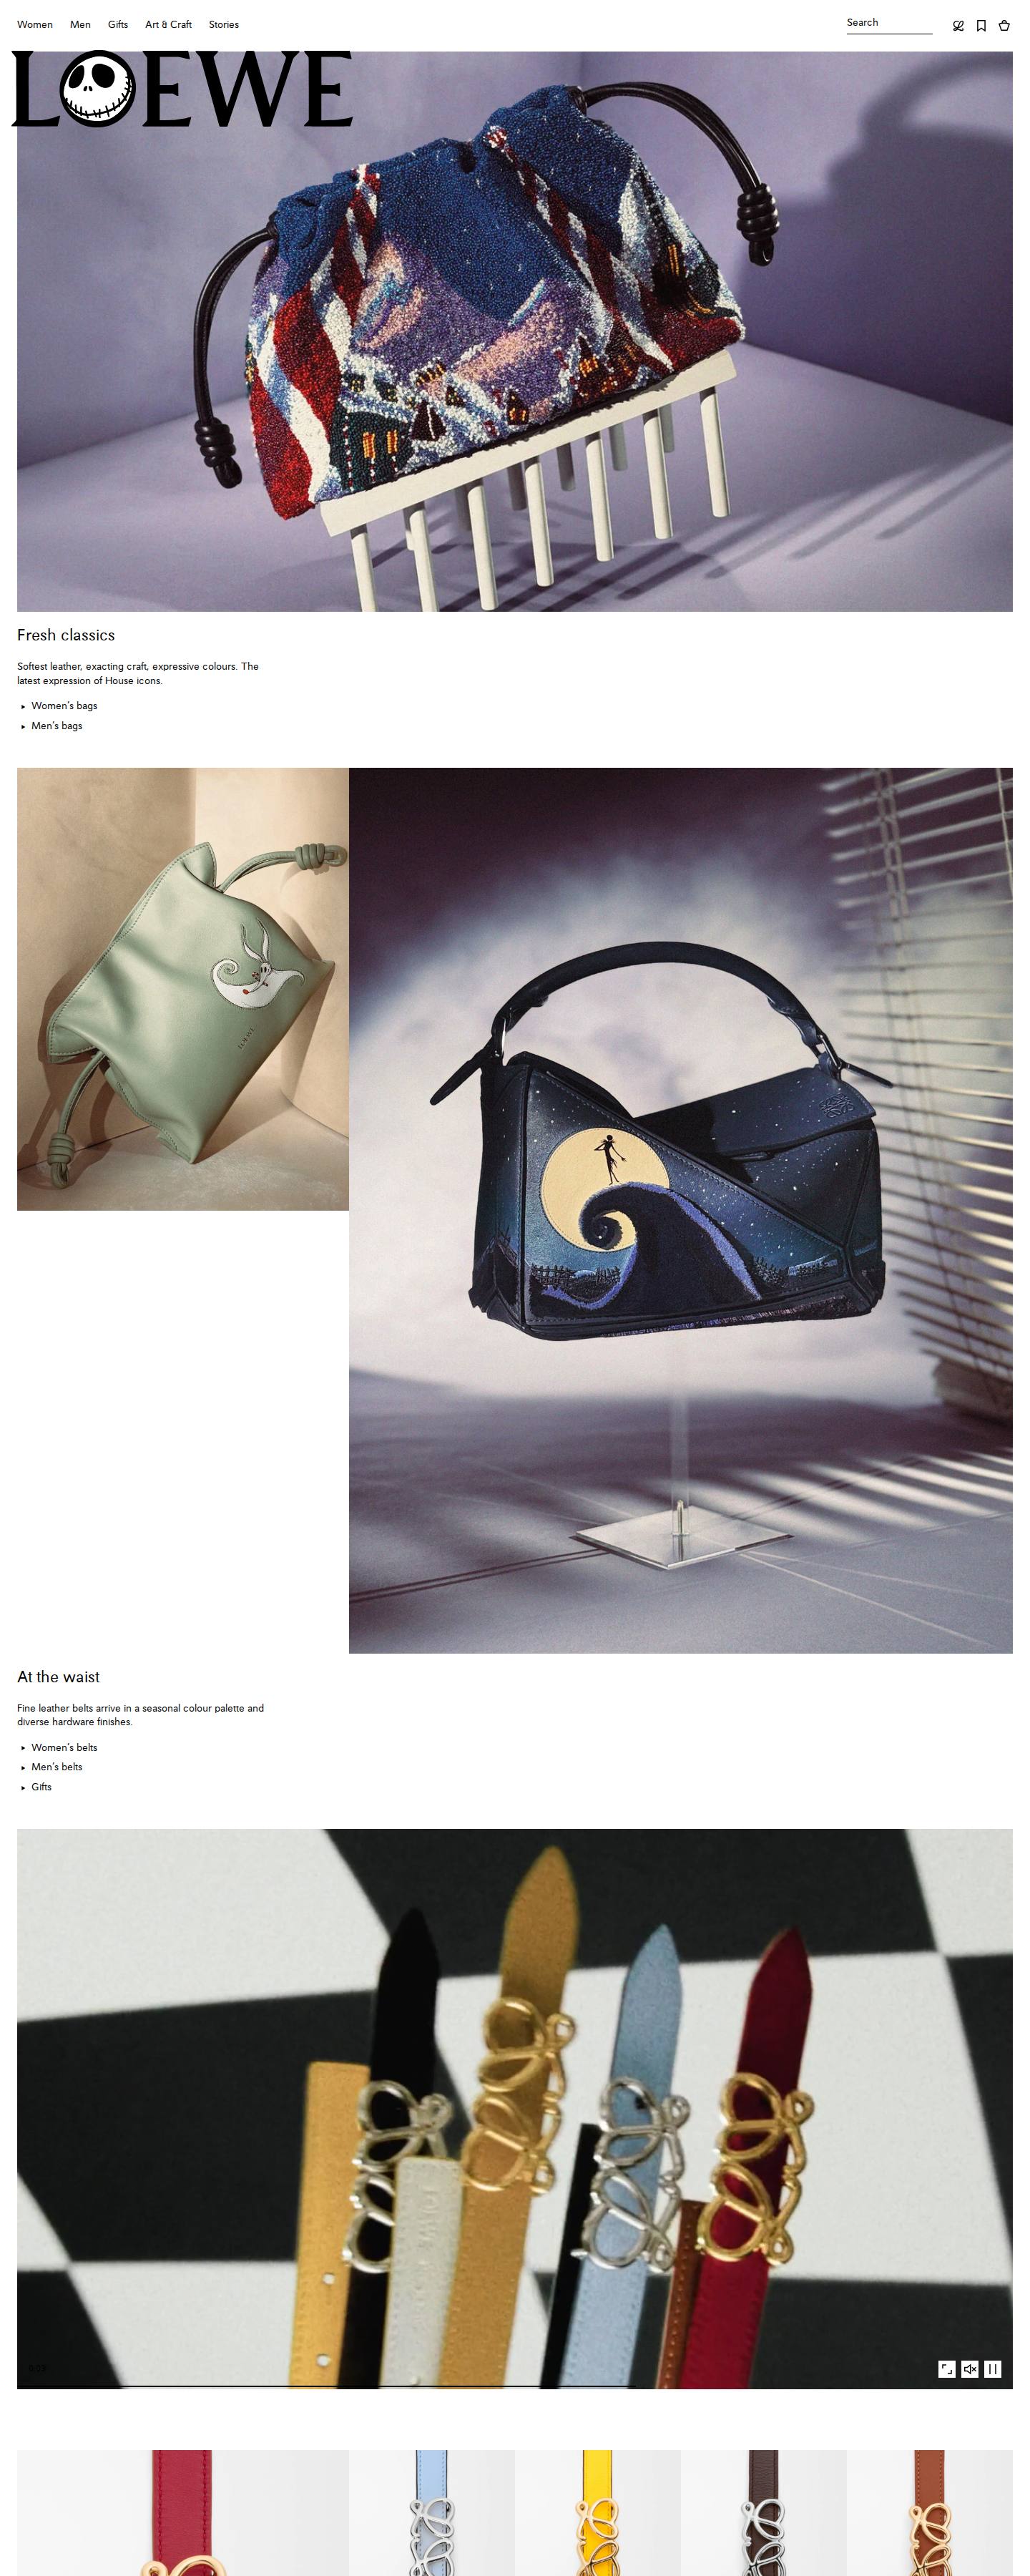 Women Men Gifts Art & Craft Stories Search
LOEWE
Fresh classics
Softest leather, exacting craft, expressive colours. The
latest expression of House icons.
Women's bags
Men's bags
LOEWE
At the waist
Fine leather belts arrive in a seasonal colour palette and
diverse hardware finishes.
Women's belts
Men's belts
Gifts